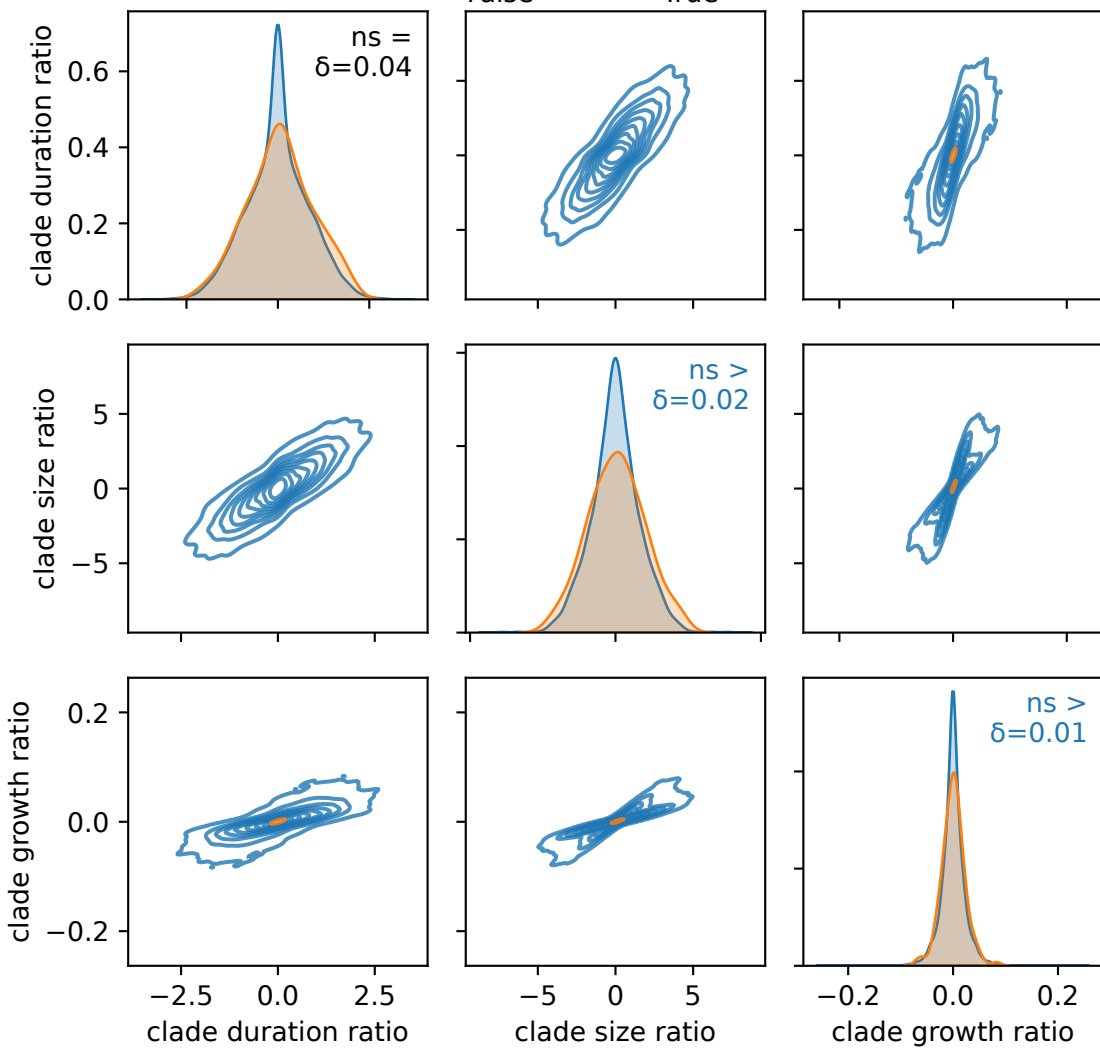 clade duration ratio
0.6
0.4
0.2
0.0
ns =
δ=0.04
clade size ratio
5
0
−5
ns >
δ=0.02
clade growth ratio
0.2
0.0
−0.2
ns >
δ=0.01
−2.5 0.0 2.5
−5 0 5
−0.2 0.0 0.2
clade duration ratio
clade size ratio
clade growth ratio